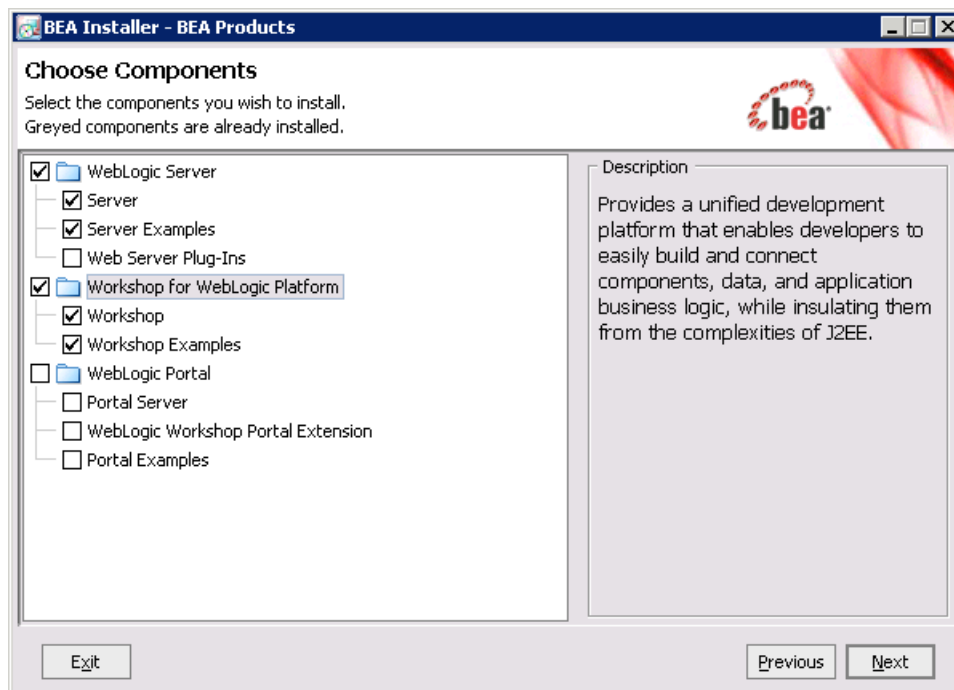 BEA Installer - BEA Products
Choose Components
Select the components you wish to install.
Greyed components are already installed.
bea
WebLogic Server
Server
Server Examples
Web Server Plug-Ins
Workshop for WebLogic Platform
Workshop
Workshop Examples
WebLogic Portal
Portal Server
WebLogic Workshop Portal Extension
Portal Examples
Description
Provides a unified development
platform that enables developers to
easily build and connect
components, data, and application
business logic, while insulating them
from the complexities of J2EE.
Exit
Previous
Next